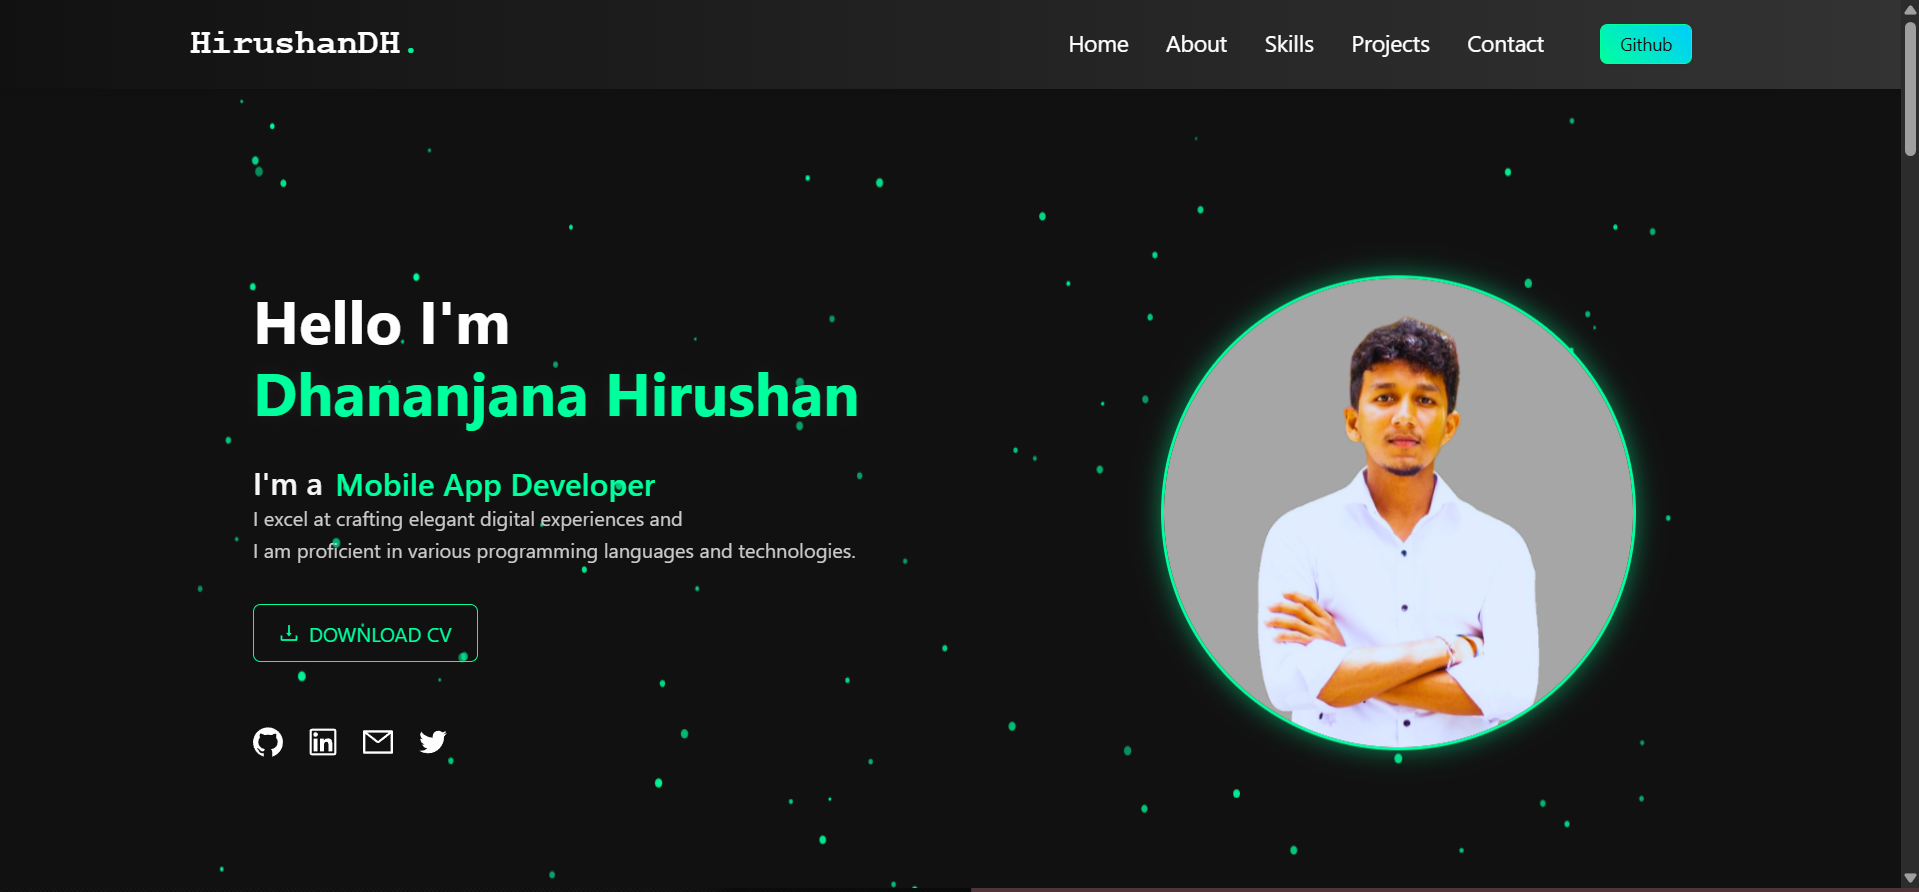 HirushanDH.
Home About Skills Projects Contact Github
Hello I'm
Dhananjana Hirushan
I'm a Mobile App Developer
I excel at crafting elegant digital experiences and
I am proficient in various programming languages and technologies.
DOWNLOAD CV
in